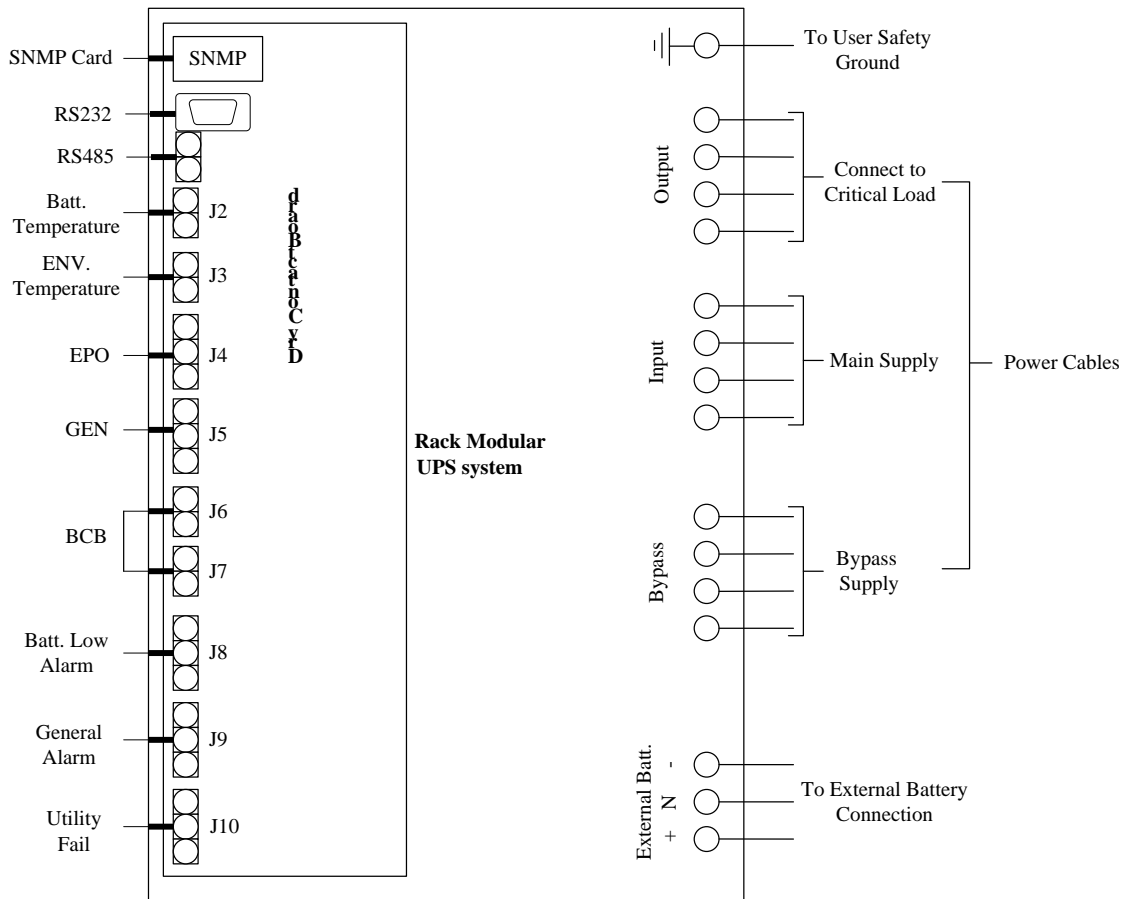 SNMP Card
SNMP
RS232
RS485
Batt.
Temperature
J2
ENV.
Temperature
J3
EPO
J4
GEN
J5
BCB
J6
J7
Batt. Low
Alarm
J8
General
Alarm
J9
Utility
Fail
J10
Dry Contact Board
Rack Modular
UPS system
To User Safety
Ground
Output
Connect to
Critical Load
Input
Main Supply
Power Cables
Bypass
Bypass
Supply
External Batt.
+ N -
To External Battery
Connection